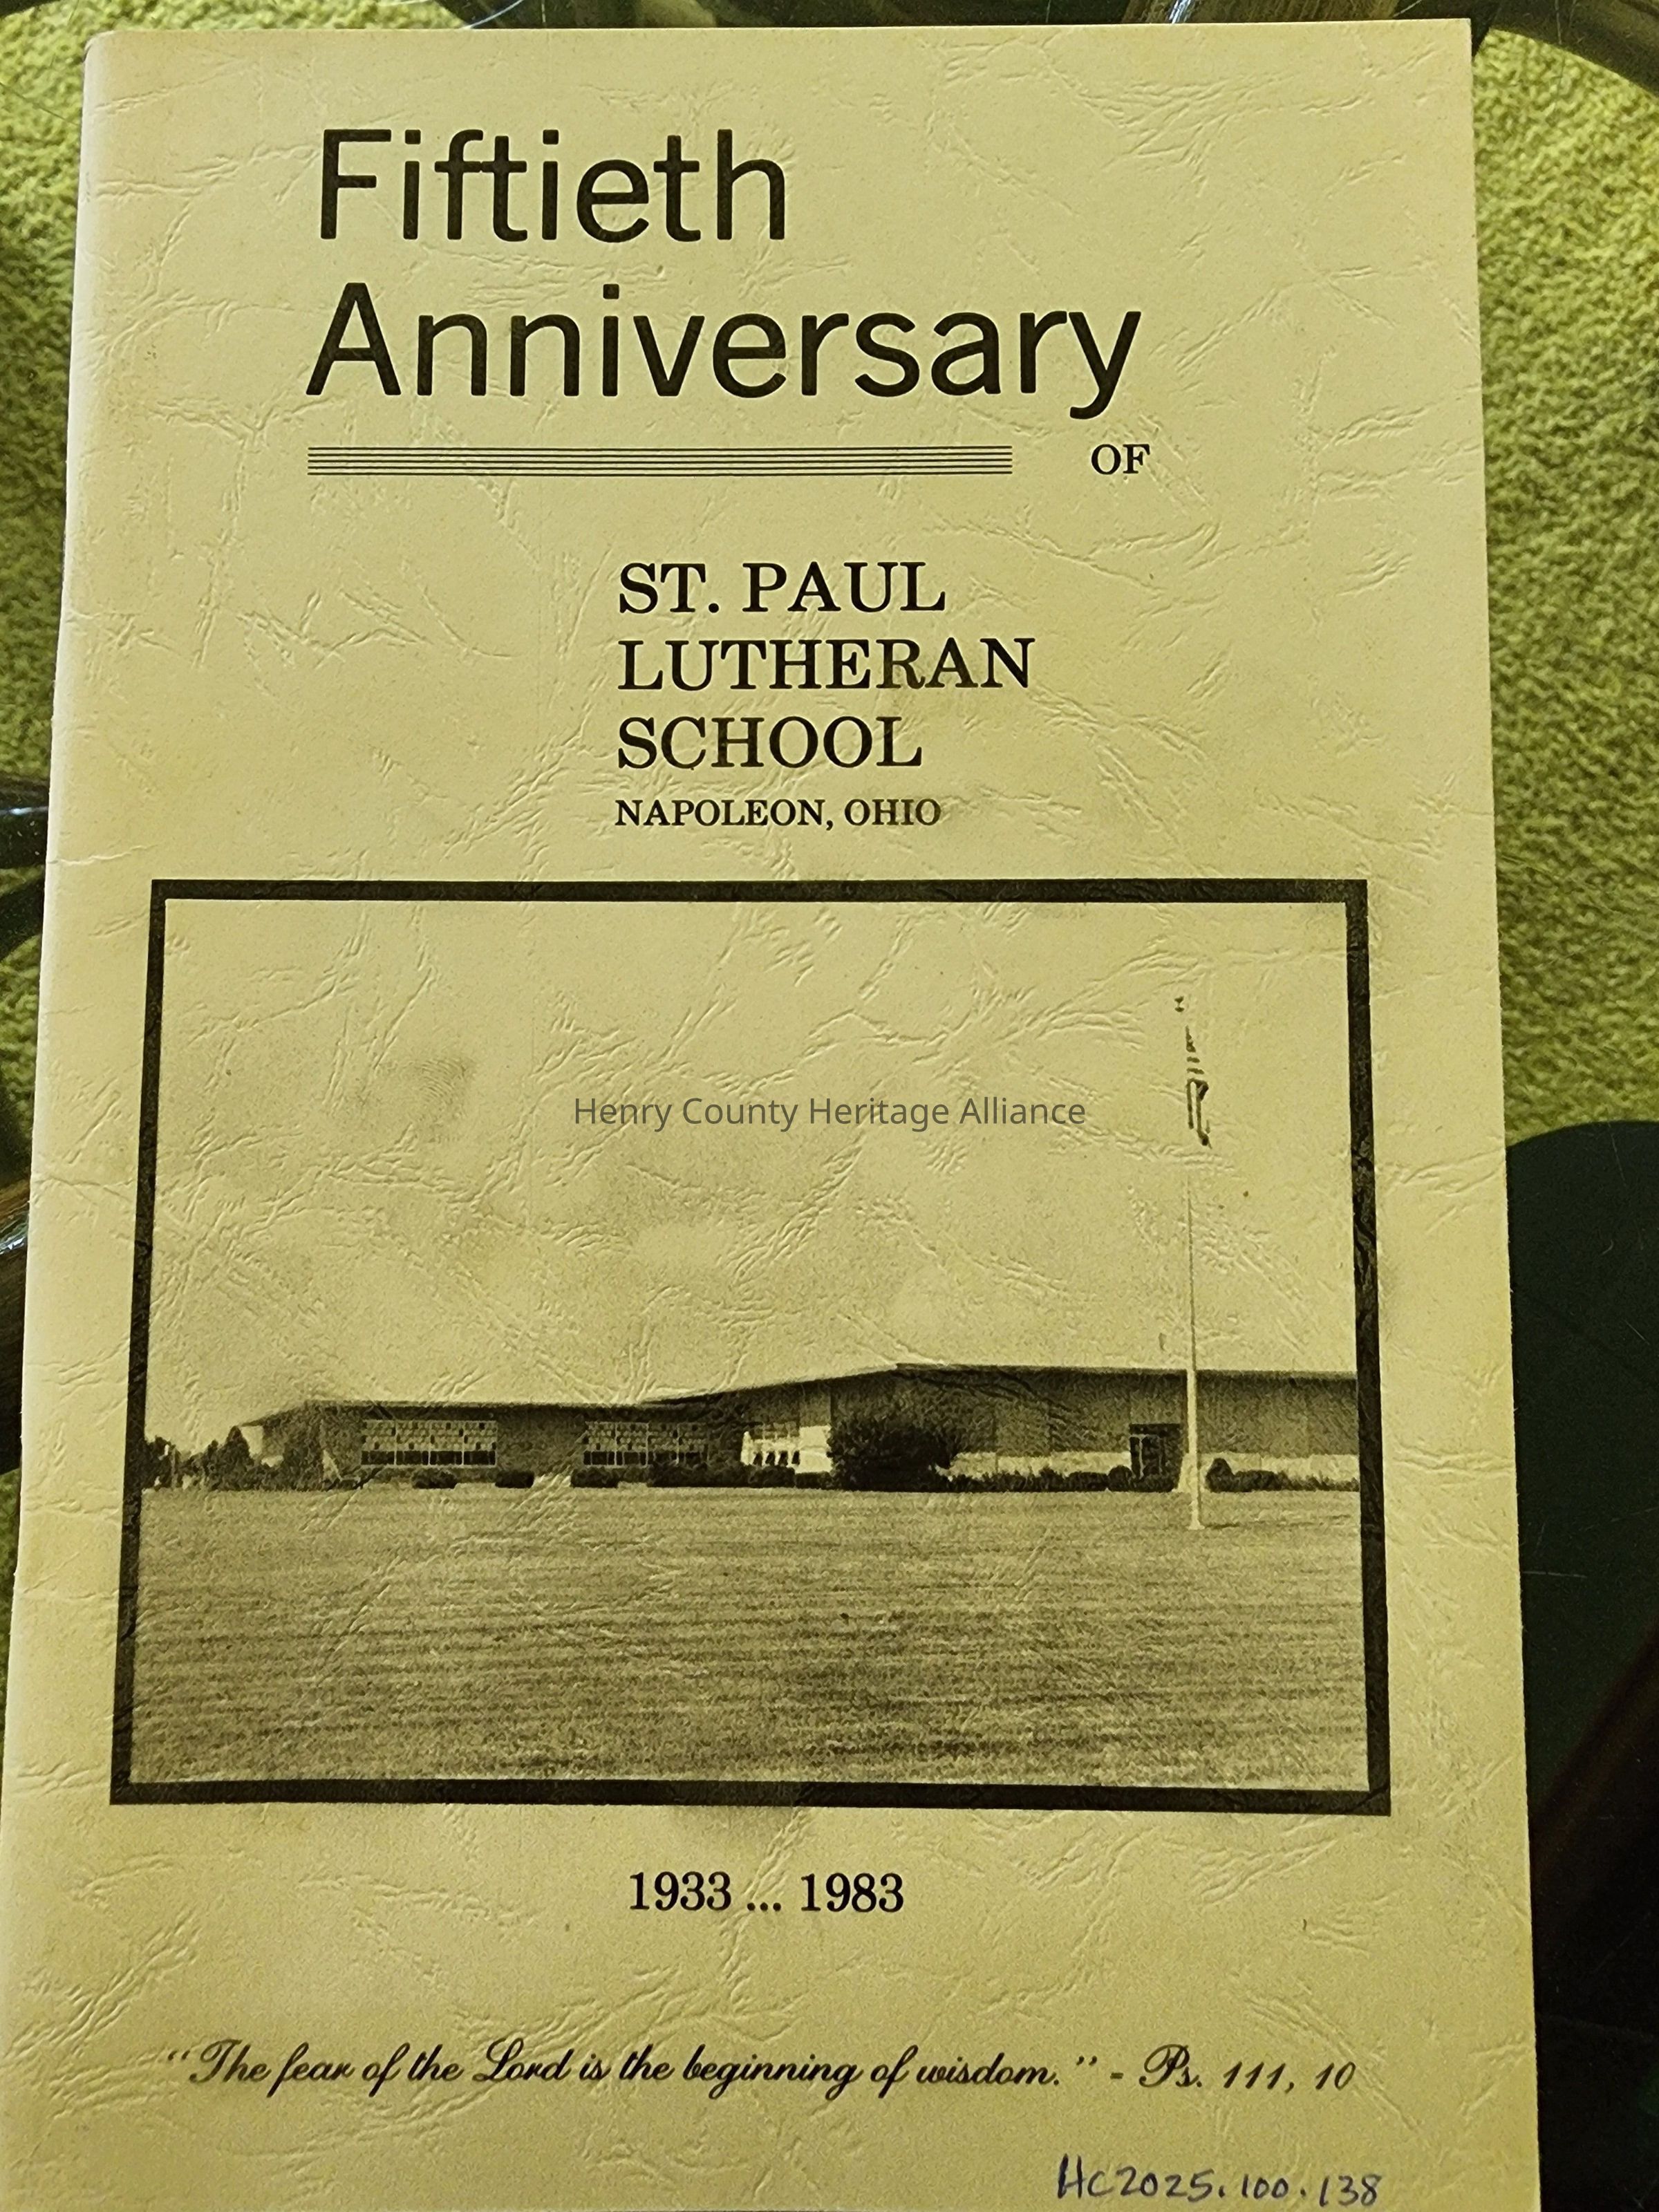 Fiftieth
Anniversary
OF
ST. PAUL
LUTHERAN
SCHOOL
NAPOLEON, OHIO
Henry County Heritage Alliance
1933 ... 1983
“The fear of the Lord is the beginning of wisdom.” - Ps. 111, 10
HC2025.100.138